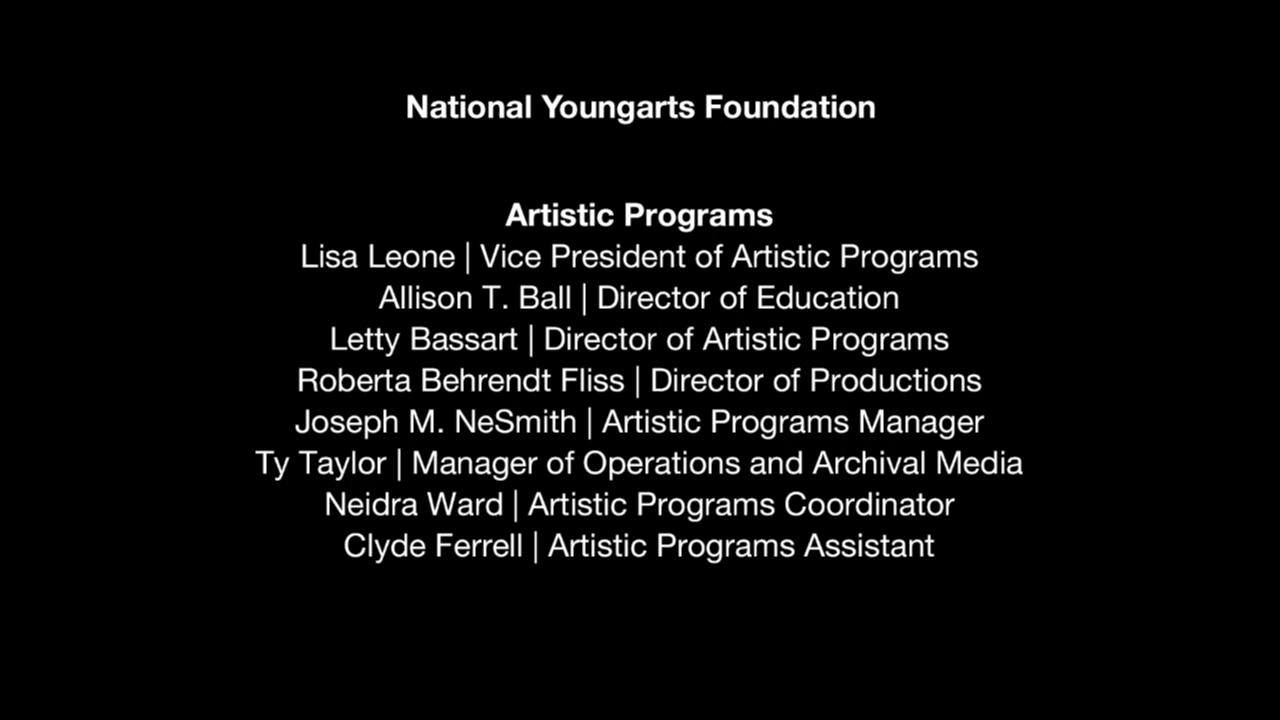 National Youngarts Foundation
Artistic Programs
Lisa Leone | Vice President of Artistic Programs
Allison T. Ball | Director of Education
Letty Bassart | Director of Artistic Programs
Roberta Behrendt Fliss | Director of Productions
Joseph M. NeSmith | Artistic Programs Manager
Ty Taylor | Manager of Operations and Archival Media
Neidra Ward | Artistic Programs Coordinator
Clyde Ferrell | Artistic Programs Assistant